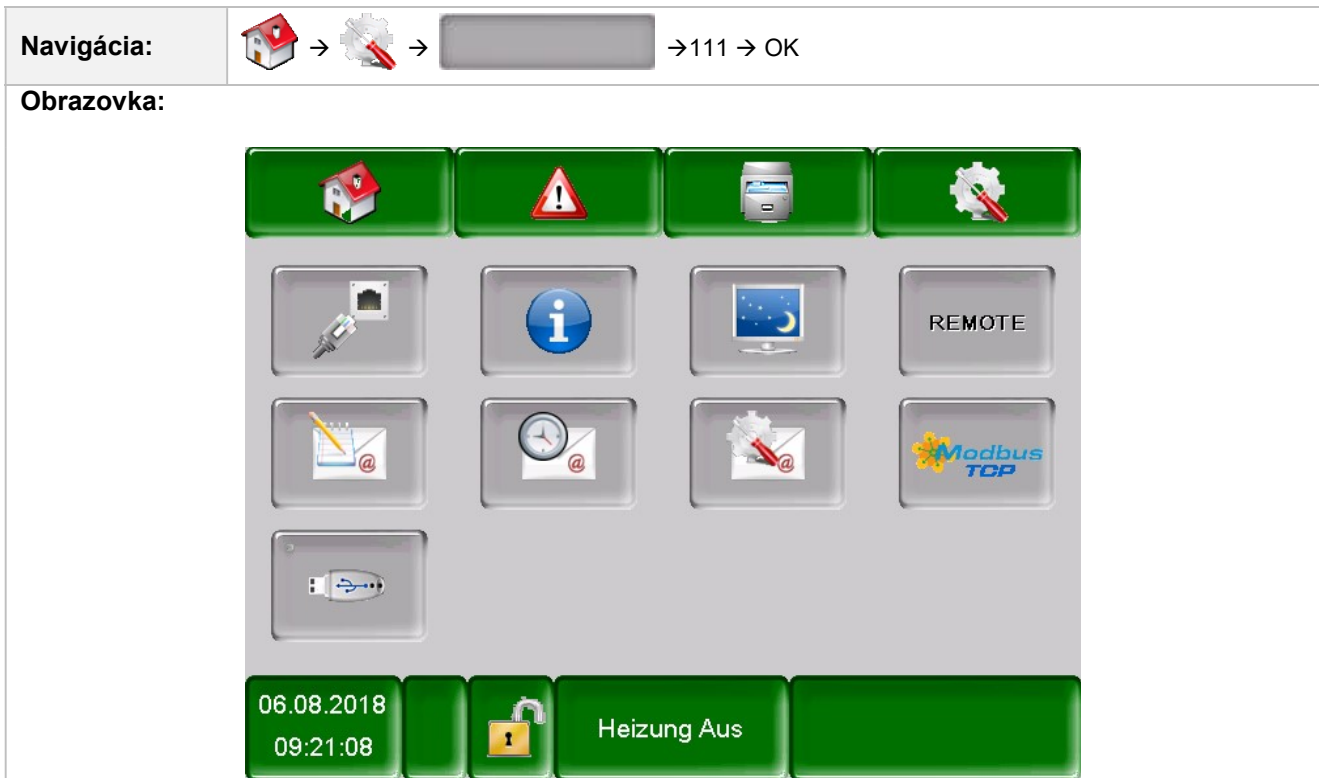 Navigácia: → → →111 → OK
Obrazovka:
REMOTE
@ @ @ Modbus
TCP
06.08.2018
09:21:08
Heizung Aus